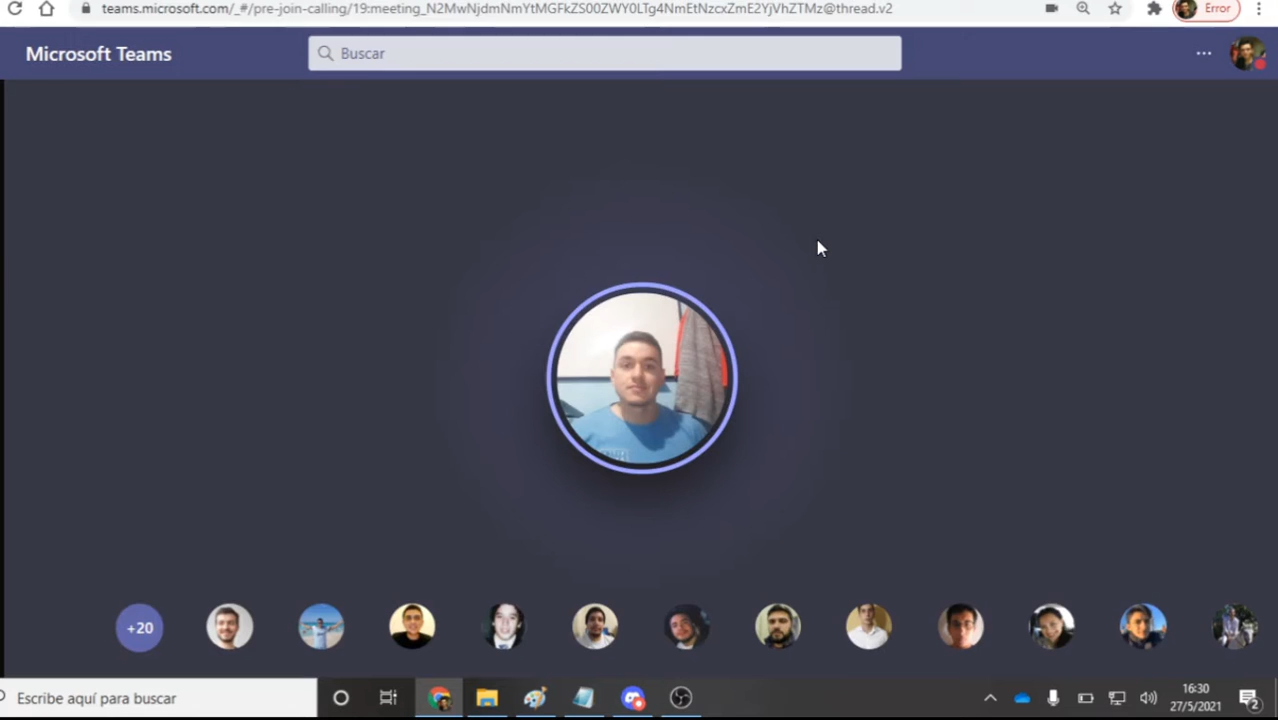 teams.microsoft.com/_#/pre-join-calling/19:meeting_N2MwNjdmNmYtMGFkZS00ZWY0LTg4NmEtNzcxZmE2YjVhZTMz@thread.v2
Error
Microsoft Teams
Buscar
+20
Escribe aquí para buscar
16:30
27/5/2021
2